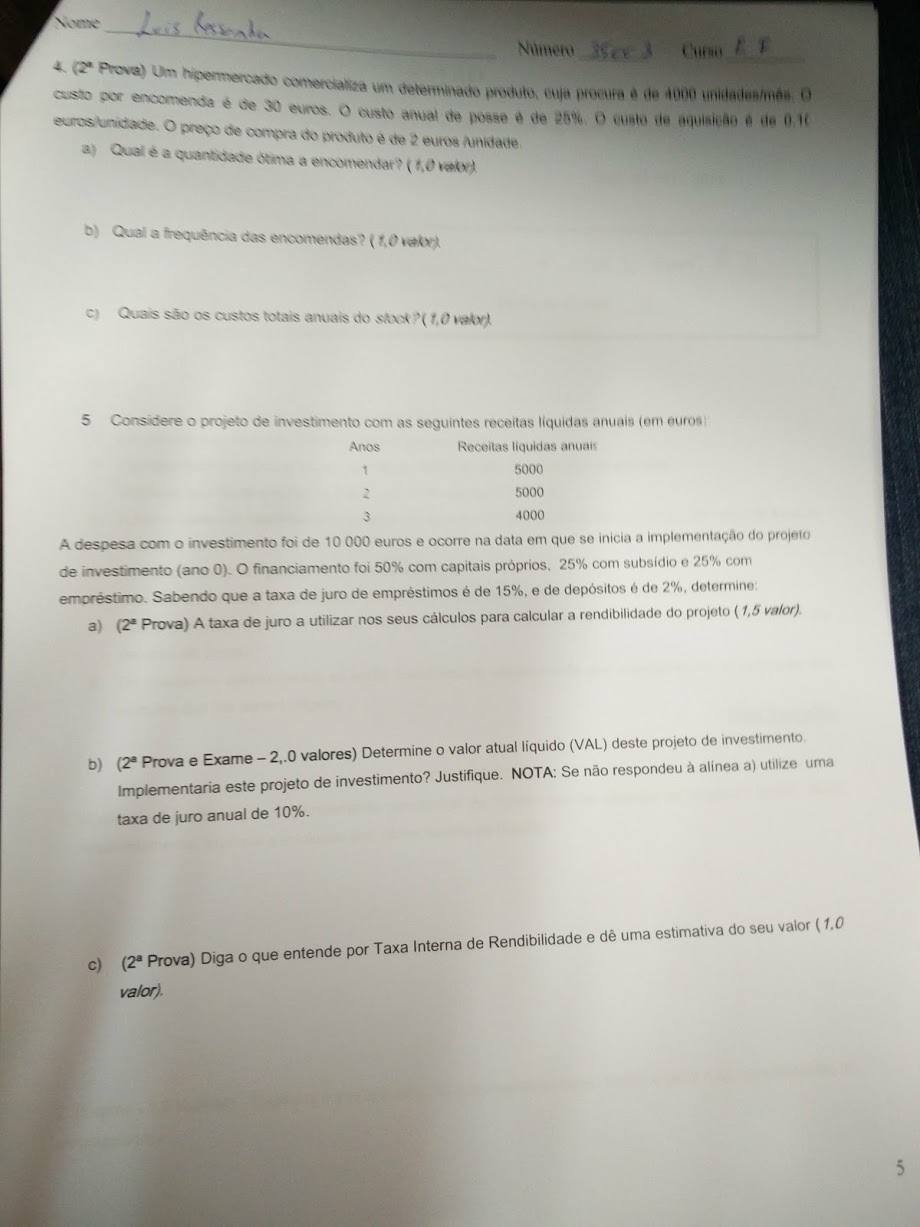 Nome Luis
Número Curso
4. (2ª Prova) Um hipermercado comercializa um determinado produto, cuja procura é de 4000 unidades/mês. O
custo por encomenda é de 30 euros. O custo anual de posse é de 25%. O custo de aquisição é de 0.10
euros/unidade. O preço de compra do produto é de 2 euros /unidade.
a) Qual é a quantidade ótima a encomendar? (1,0 valor).
b) Qual a frequência das encomendas? (1,0 valor).
c) Quais são os custos totais anuais do stock? (1,0 valor).
5 Considere o projeto de investimento com as seguintes receitas líquidas anuais (em euros)
Anos Receitas líquidas anuais
1 5000
2 5000
3 4000
A despesa com o investimento foi de 10 000 euros e ocorre na data em que se inicia a implementação do projeto
de investimento (ano 0). O financiamento foi 50% com capitais próprios, 25% com subsídio e 25% com
empréstimo. Sabendo que a taxa de juro de empréstimos é de 15%, e de depósitos é de 2%, determine:
a) (2ª Prova) A taxa de juro a utilizar nos seus cálculos para calcular a rendibilidade do projeto (1,5 valor).
b) (2ª Prova e Exame – 2,.0 valores) Determine o valor atual líquido (VAL) deste projeto de investimento.
Implementaria este projeto de investimento? Justifique. NOTA: Se não respondeu à alínea a) utilize uma
taxa de juro anual de 10%.
c) (2ª Prova) Diga o que entende por Taxa Interna de Rendibilidade e dê uma estimativa do seu valor (1,0
valor).
5